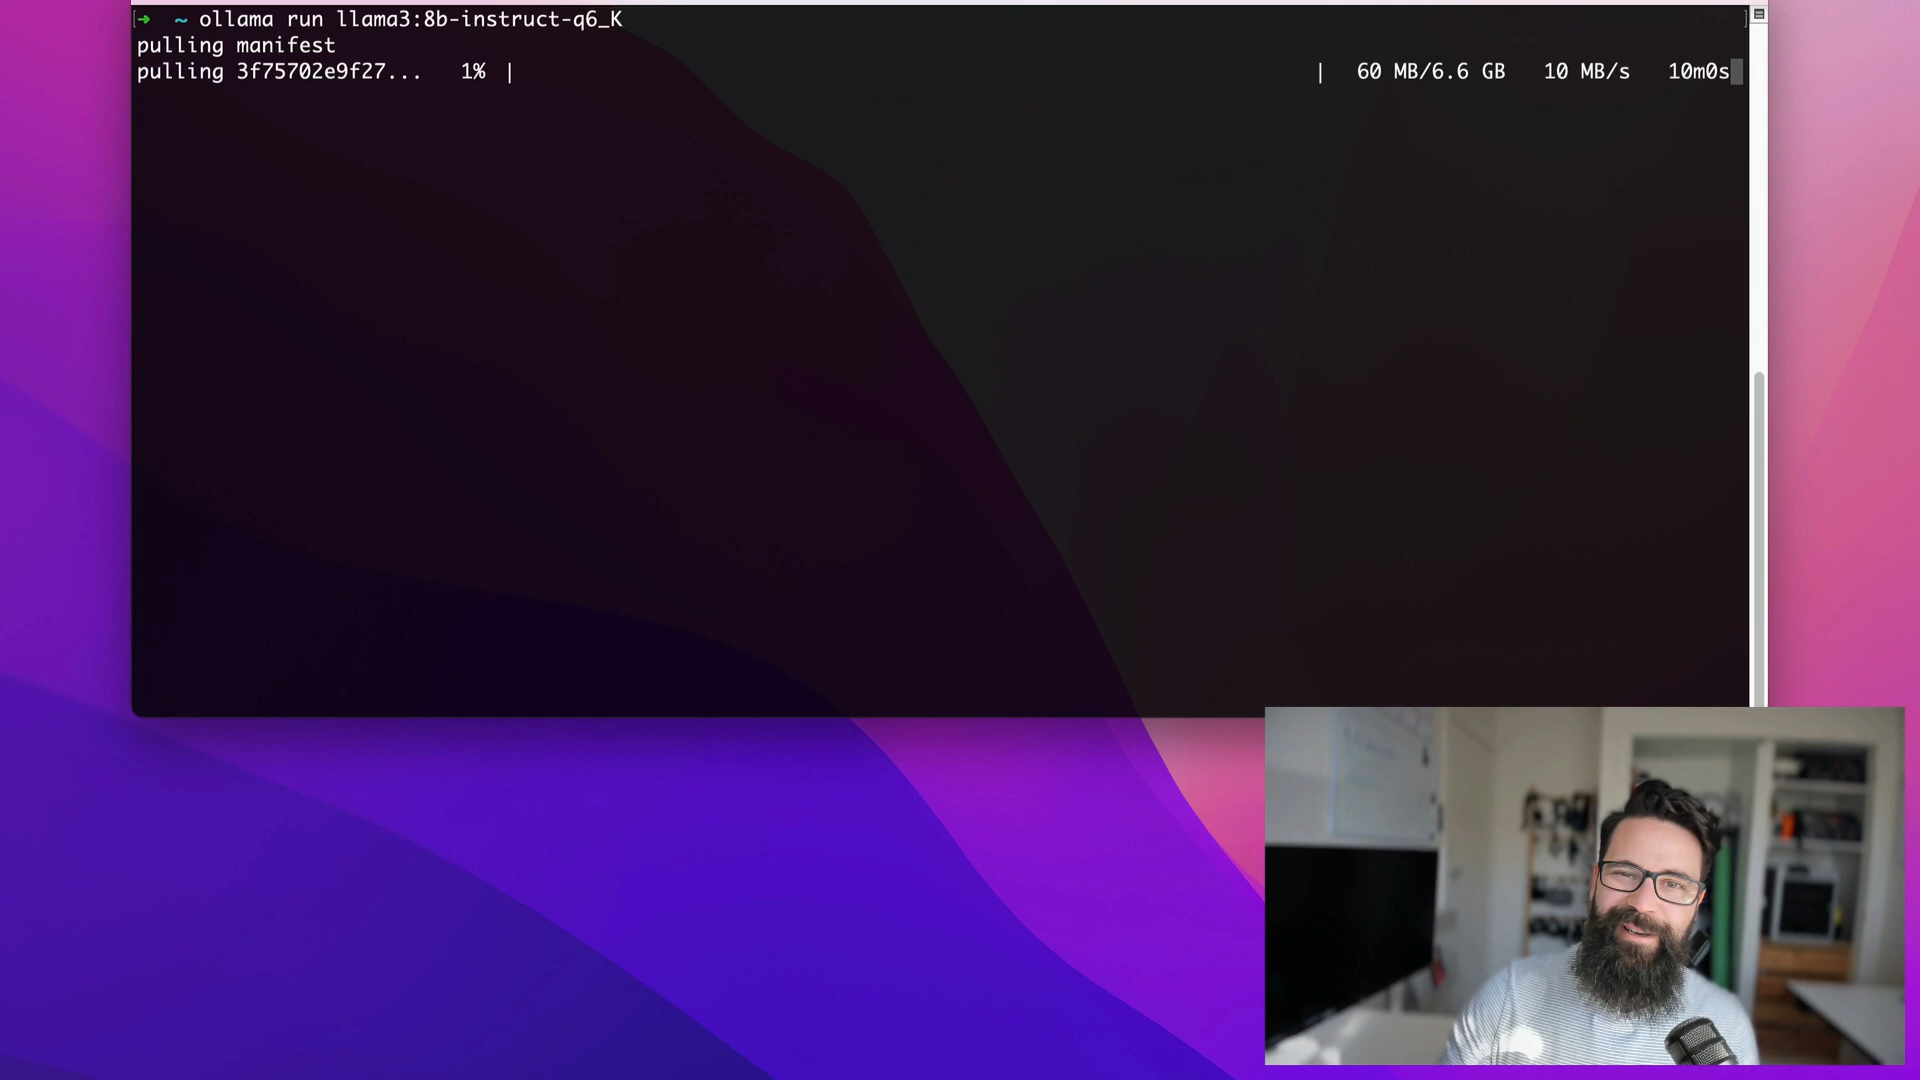 [➜  ~ ollama run llama3:8b-instruct-q6_K ]
pulling manifest
pulling 3f75702e9f27...   1% |                | 60 MB/6.6 GB   10 MB/s   10m0s